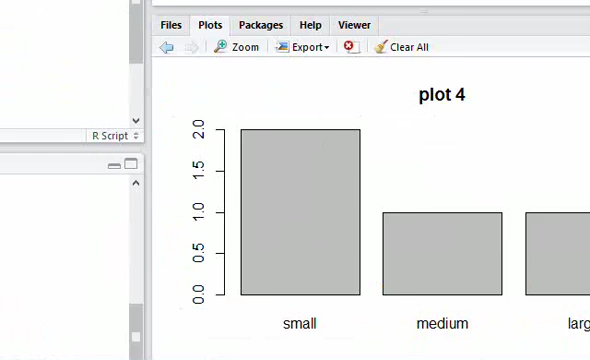 Files Plots Packages Help Viewer
Zoom Export Clear All
plot 4
2.0
1.5
1.0
0.5
0.0
small medium larg
R Script